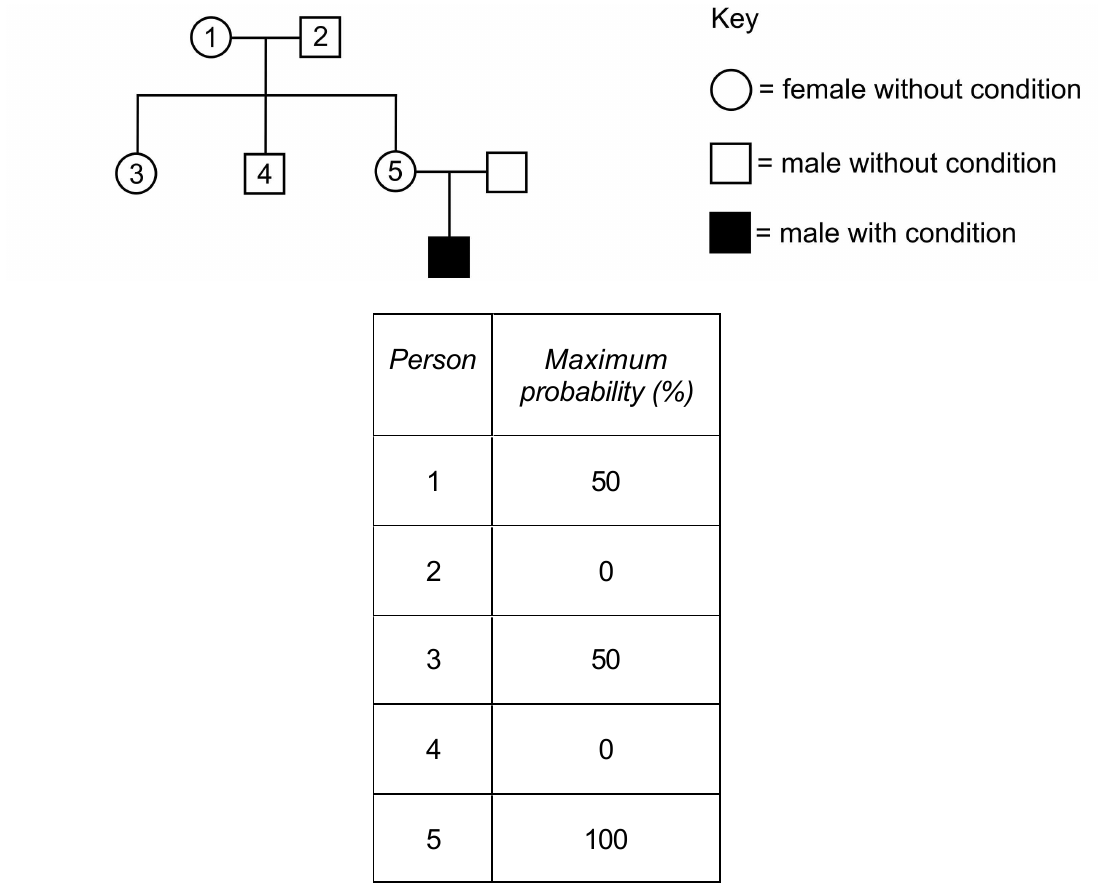 1
2
3
4
5
Key
= female without condition
= male without condition
= male with condition
Person
Maximum
probability (%)
1
50
2
0
3
50
4
0
5
100